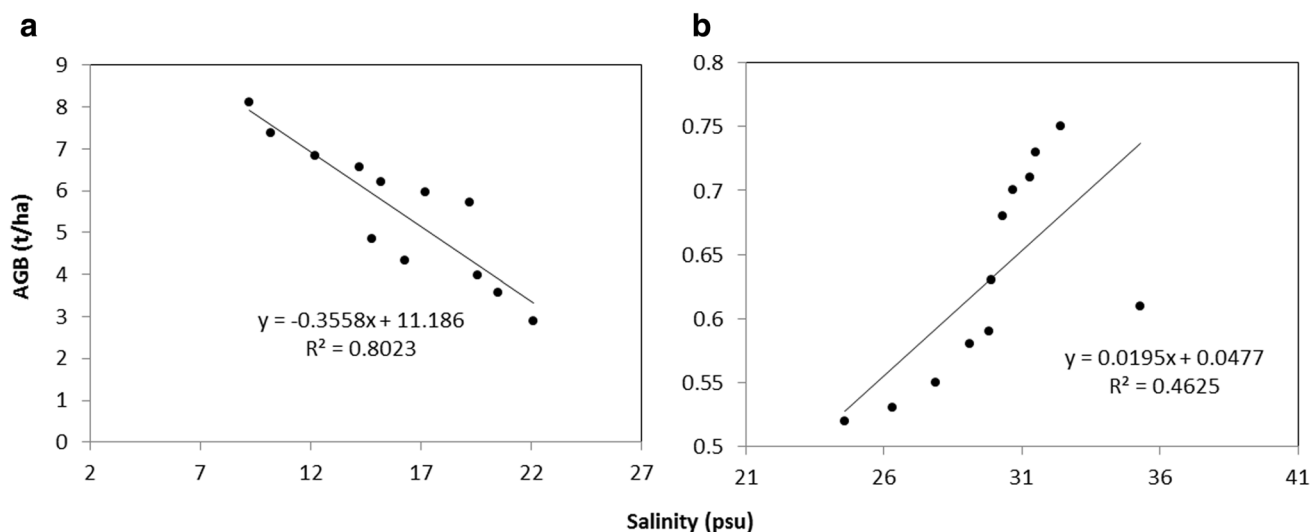 a
b
9
8
7
6
5
4
3
2
1
0
AGB (t/ha)
y = -0.3558x + 11.186
R² = 0.8023
2 7 12 17 22 27
0.8
0.75
0.7
0.65
0.6
0.55
0.5
y = 0.0195x + 0.0477
R² = 0.4625
21 26 31 36 41
Salinity (psu)